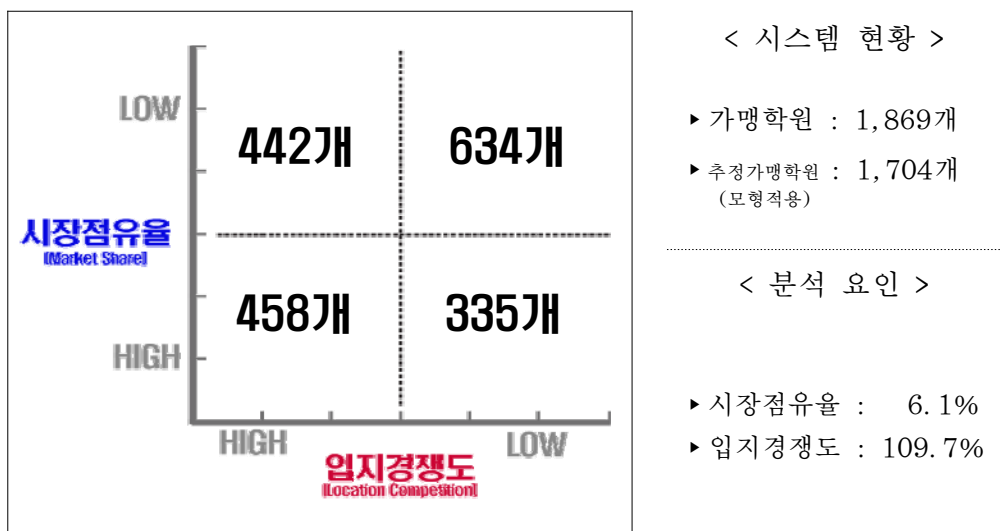 LOW
442개 634개
시장점유율
[Market Share]
458개 335개
HIGH
HIGH LOW
입지경쟁도
[Location Competition]
< 시스템 현황 >
▸가맹학원 : 1,869개
▸추정가맹학원 : 1,704개
(모형적용)
< 분석 요인 >
▸시장점유율 : 6.1%
▸입지경쟁도 : 109.7%